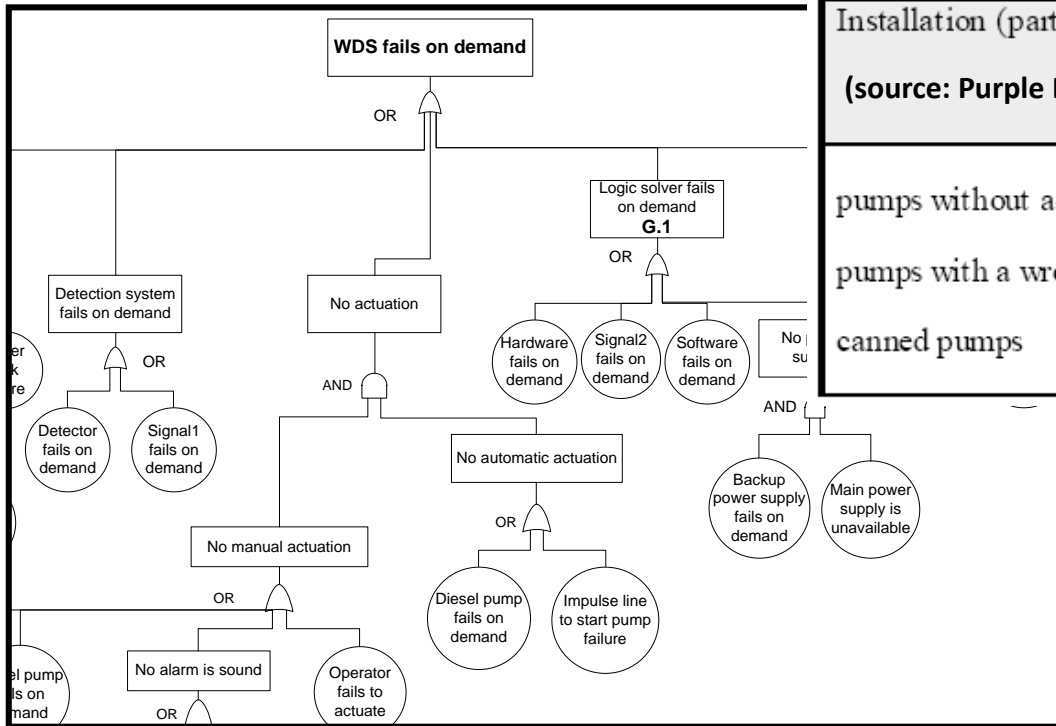 WDS fails on demand
OR
Logic solver fails
on demand
G.1
OR
Detection system
fails on demand
OR
No actuation
AND
Hardware
fails on
demand
Signal2
fails on
demand
Software
fails on
demand
No
AND
Detector
fails on
demand
Signal1
fails on
demand
No automatic actuation
OR
Backup
power supply
fails on
demand
Main power
supply is
unavailable
No manual actuation
OR
Diesel pump
fails on
demand
Impulse line
to start pump
failure
pump
on
No alarm is sound
OR
Operator
fails to
actuate
Installation (part
(source: Purple
pumps without
pumps with a
canned pumps